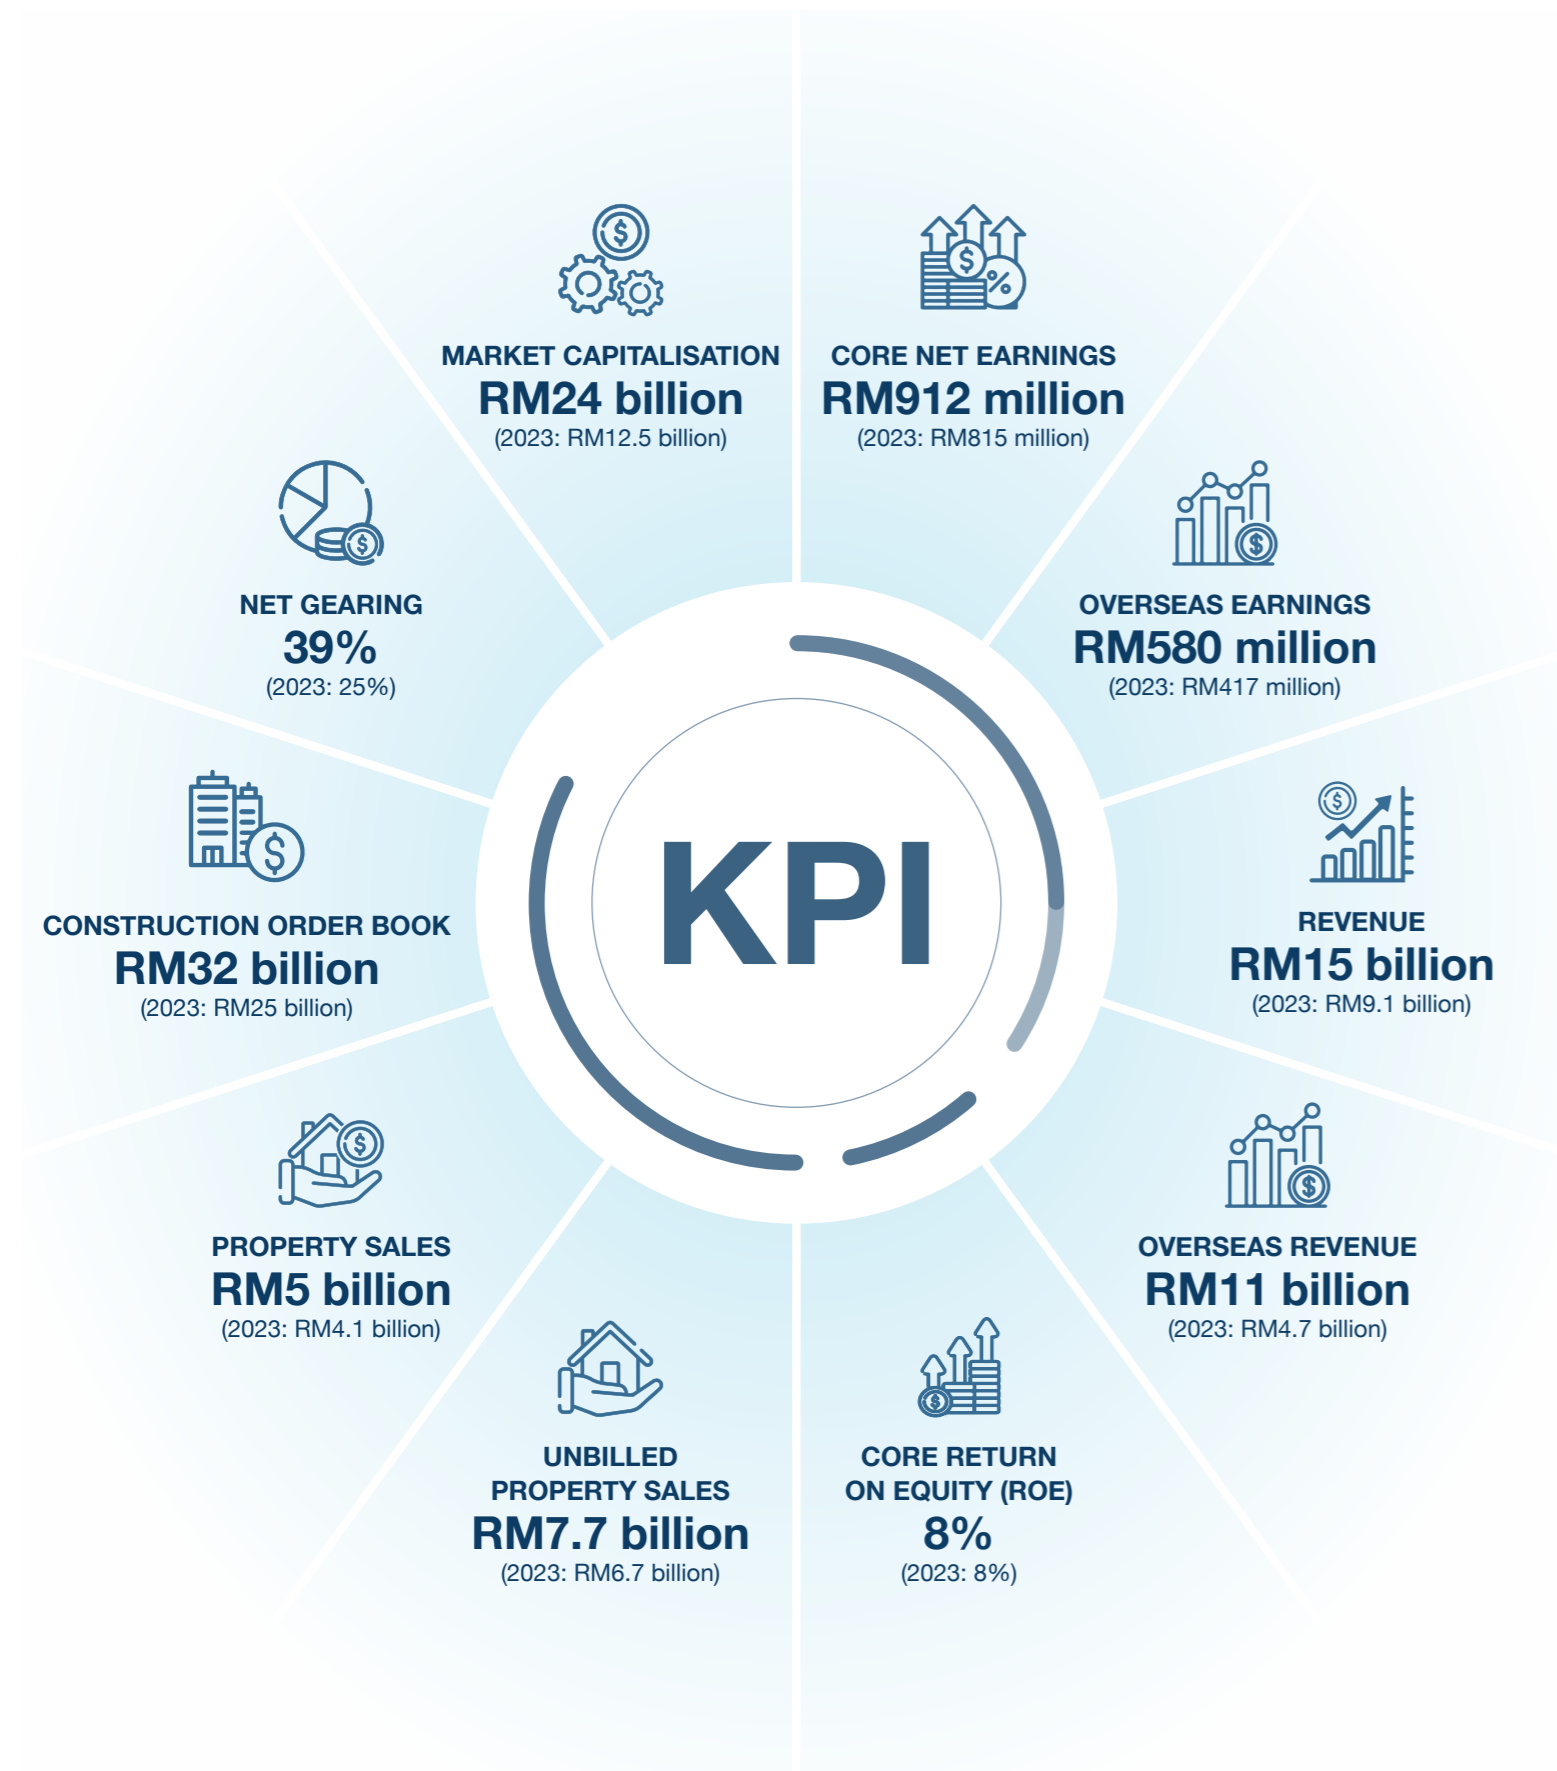 MARKET CAPITALISATION
RM24 billion
(2023: RM12.5 billion)
CORE NET EARNINGS
RM912 million
(2023: RM815 million)
OVERSEAS EARNINGS
RM580 million
(2023: RM417 million)
REVENUE
RM15 billion
(2023: RM9.1 billion)
OVERSEAS REVENUE
RM11 billion
(2023: RM4.7 billion)
CORE RETURN
ON EQUITY (ROE)
8%
(2023: 8%)
UNBILLED
PROPERTY SALES
RM7.7 billion
(2023: RM6.7 billion)
PROPERTY SALES
RM5 billion
(2023: RM4.1 billion)
CONSTRUCTION ORDER BOOK
RM32 billion
(2023: RM25 billion)
NET GEARING
39%
(2023: 25%)
KPI